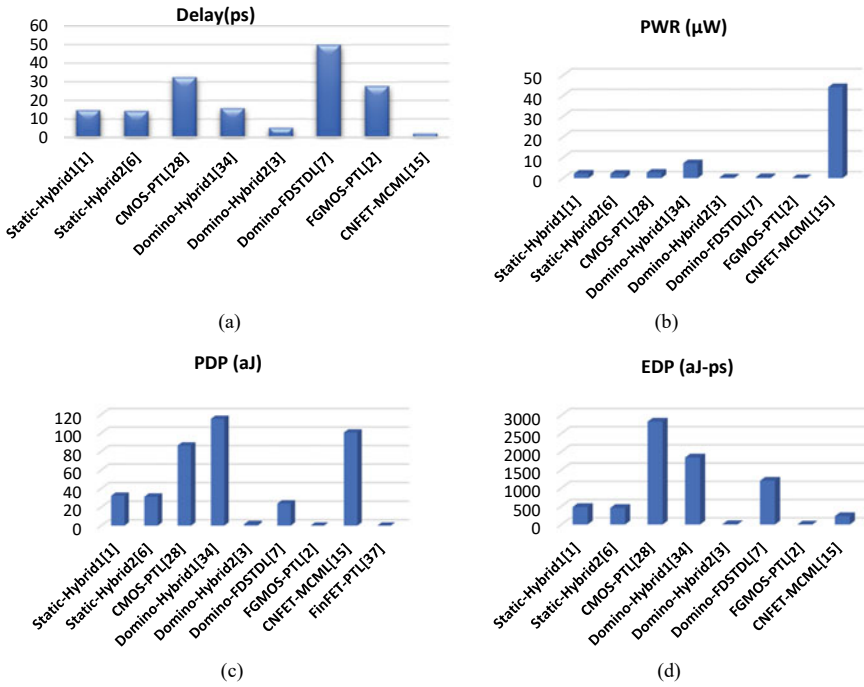 Delay(ps)
60
50
40
30
20
10
0
Static-Hybrid1[1]
Static-Hybrid2[6]
CMOS-PTL[28]
Domino-Hybrid1[34]
Domino-Hybrid2[3]
Domino-FDSTDL[7]
FGMOS-PTL[2]
CNFET-MCML[15]
(a)
PWR (μW)
50
40
30
20
10
0
Static-Hybrid1[1]
Static-Hybrid2[6]
CMOS-PTL[28]
Domino-Hybrid1[34]
Domino-Hybrid2[3]
Domino-FDSTDL[7]
FGMOS-PTL[2]
CNFET-MCML[15]
(b)
PDP (aJ)
120
100
80
60
40
20
0
Static-Hybrid1[1]
Static-Hybrid2[6]
CMOS-PTL[28]
Domino-Hybrid1[34]
Domino-Hybrid2[3]
Domino-FDSTDL[7]
FGMOS-PTL[2]
CNFET-MCML[15]
FinFET-PTL[37]
(c)
EDP (aJ-ps)
3000
2500
2000
1500
1000
500
0
Static-Hybrid1[1]
Static-Hybrid2[6]
CMOS-PTL[28]
Domino-Hybrid1[34]
Domino-Hybrid2[3]
Domino-FDSTDL[7]
FGMOS-PTL[2]
CNFET-MCML[15]
(d)